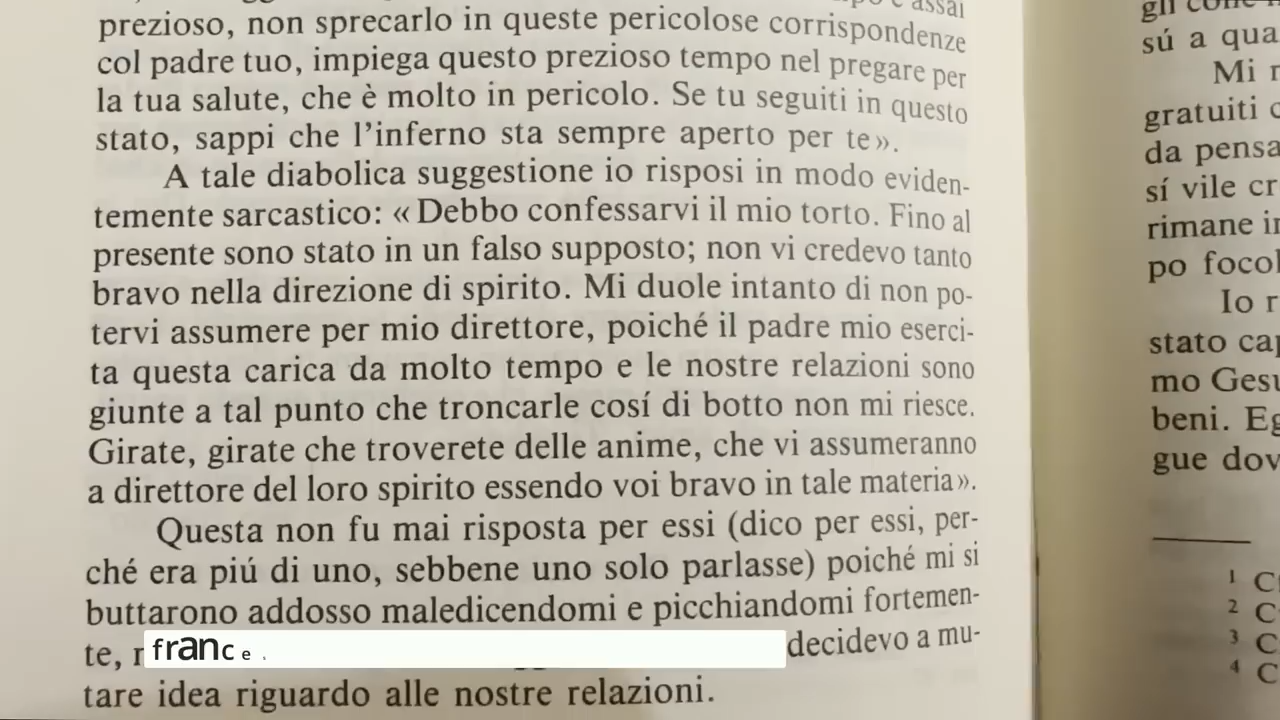 prezioso, non sprecarlo in queste pericolose corrispondenze
col padre tuo, impiega questo prezioso tempo nel pregare per
la tua salute, che è molto in pericolo. Se tu seguiti in questo
stato, sappi che l'inferno sta sempre aperto per te».
A tale diabolica suggestione io risposi in modo eviden-
temente sarcastico: «Debbo confessarvi il mio torto. Fino al
presente sono stato in un falso supposto; non vi credevo tanto
bravo nella direzione di spirito. Mi duole intanto di non po-
tervi assumere per mio direttore, poiché il padre mio eserci-
ta questa carica da molto tempo e le nostre relazioni sono
giunte a tal punto che troncarle cosí di botto non mi riesce.
Girate, girate che troverete delle anime, che vi assumeranno
a direttore del loro spirito essendo voi bravo in tale materia».
Questa non fu mai risposta per essi (dico per essi, per-
ché era piú di uno, sebbene uno solo parlasse) poiché mi si
buttarono addosso maledicendomi e picchiandomi fortemen-
te, france decidevo a mu-
tare idea riguardo alle nostre relazioni.
sú a qua
Mi
gratuiti
da pensa
sí vile cr
rimane
po
Io
stato
mo Gesu
beni.
gue dov
1 C
2 C
3 C
4 C